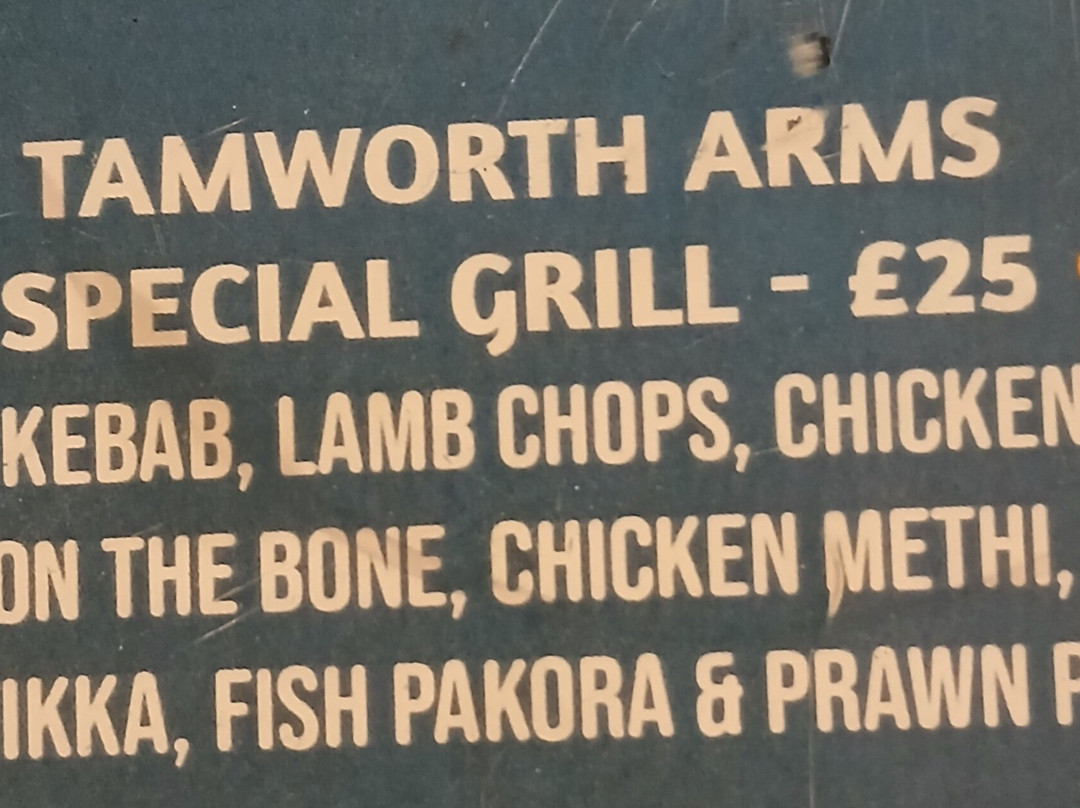 TAMWORTH ARMS
SPECIAL GRILL - £25
KEBAB, LAMB CHOPS, CHICKEN
ON THE BONE, CHICKEN METHI,
IKKA, FISH PAKORA & PRAWN P